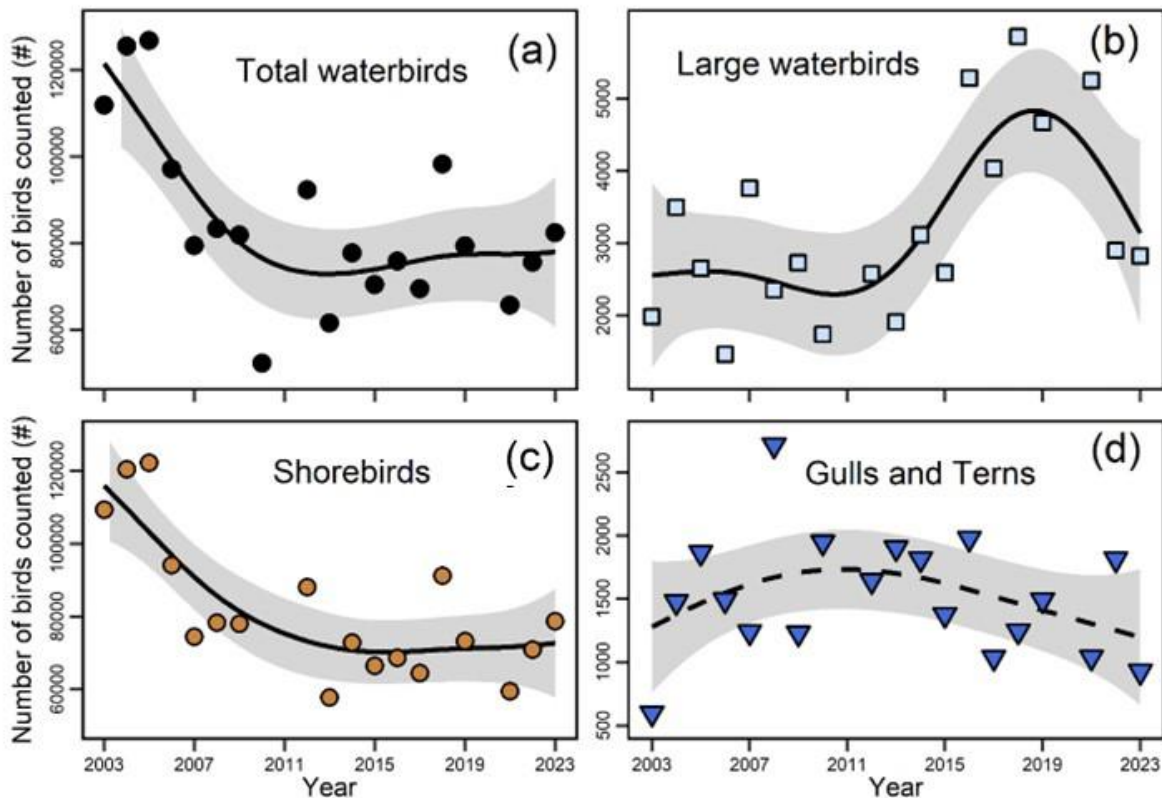 Number of birds counted (#)
120000
100000
80000
60000
Total waterbirds
(a)
5000
4000
3000
2000
Large waterbirds
(b)
Number of birds counted (#)
120000
100000
80000
60000
Shorebirds
(c)
2003 2007 2011 2015 2019 2023
Year
2500
2000
1500
1000
500
Gulls and Terns
(d)
2003 2007 2011 2015 2019 2023
Year